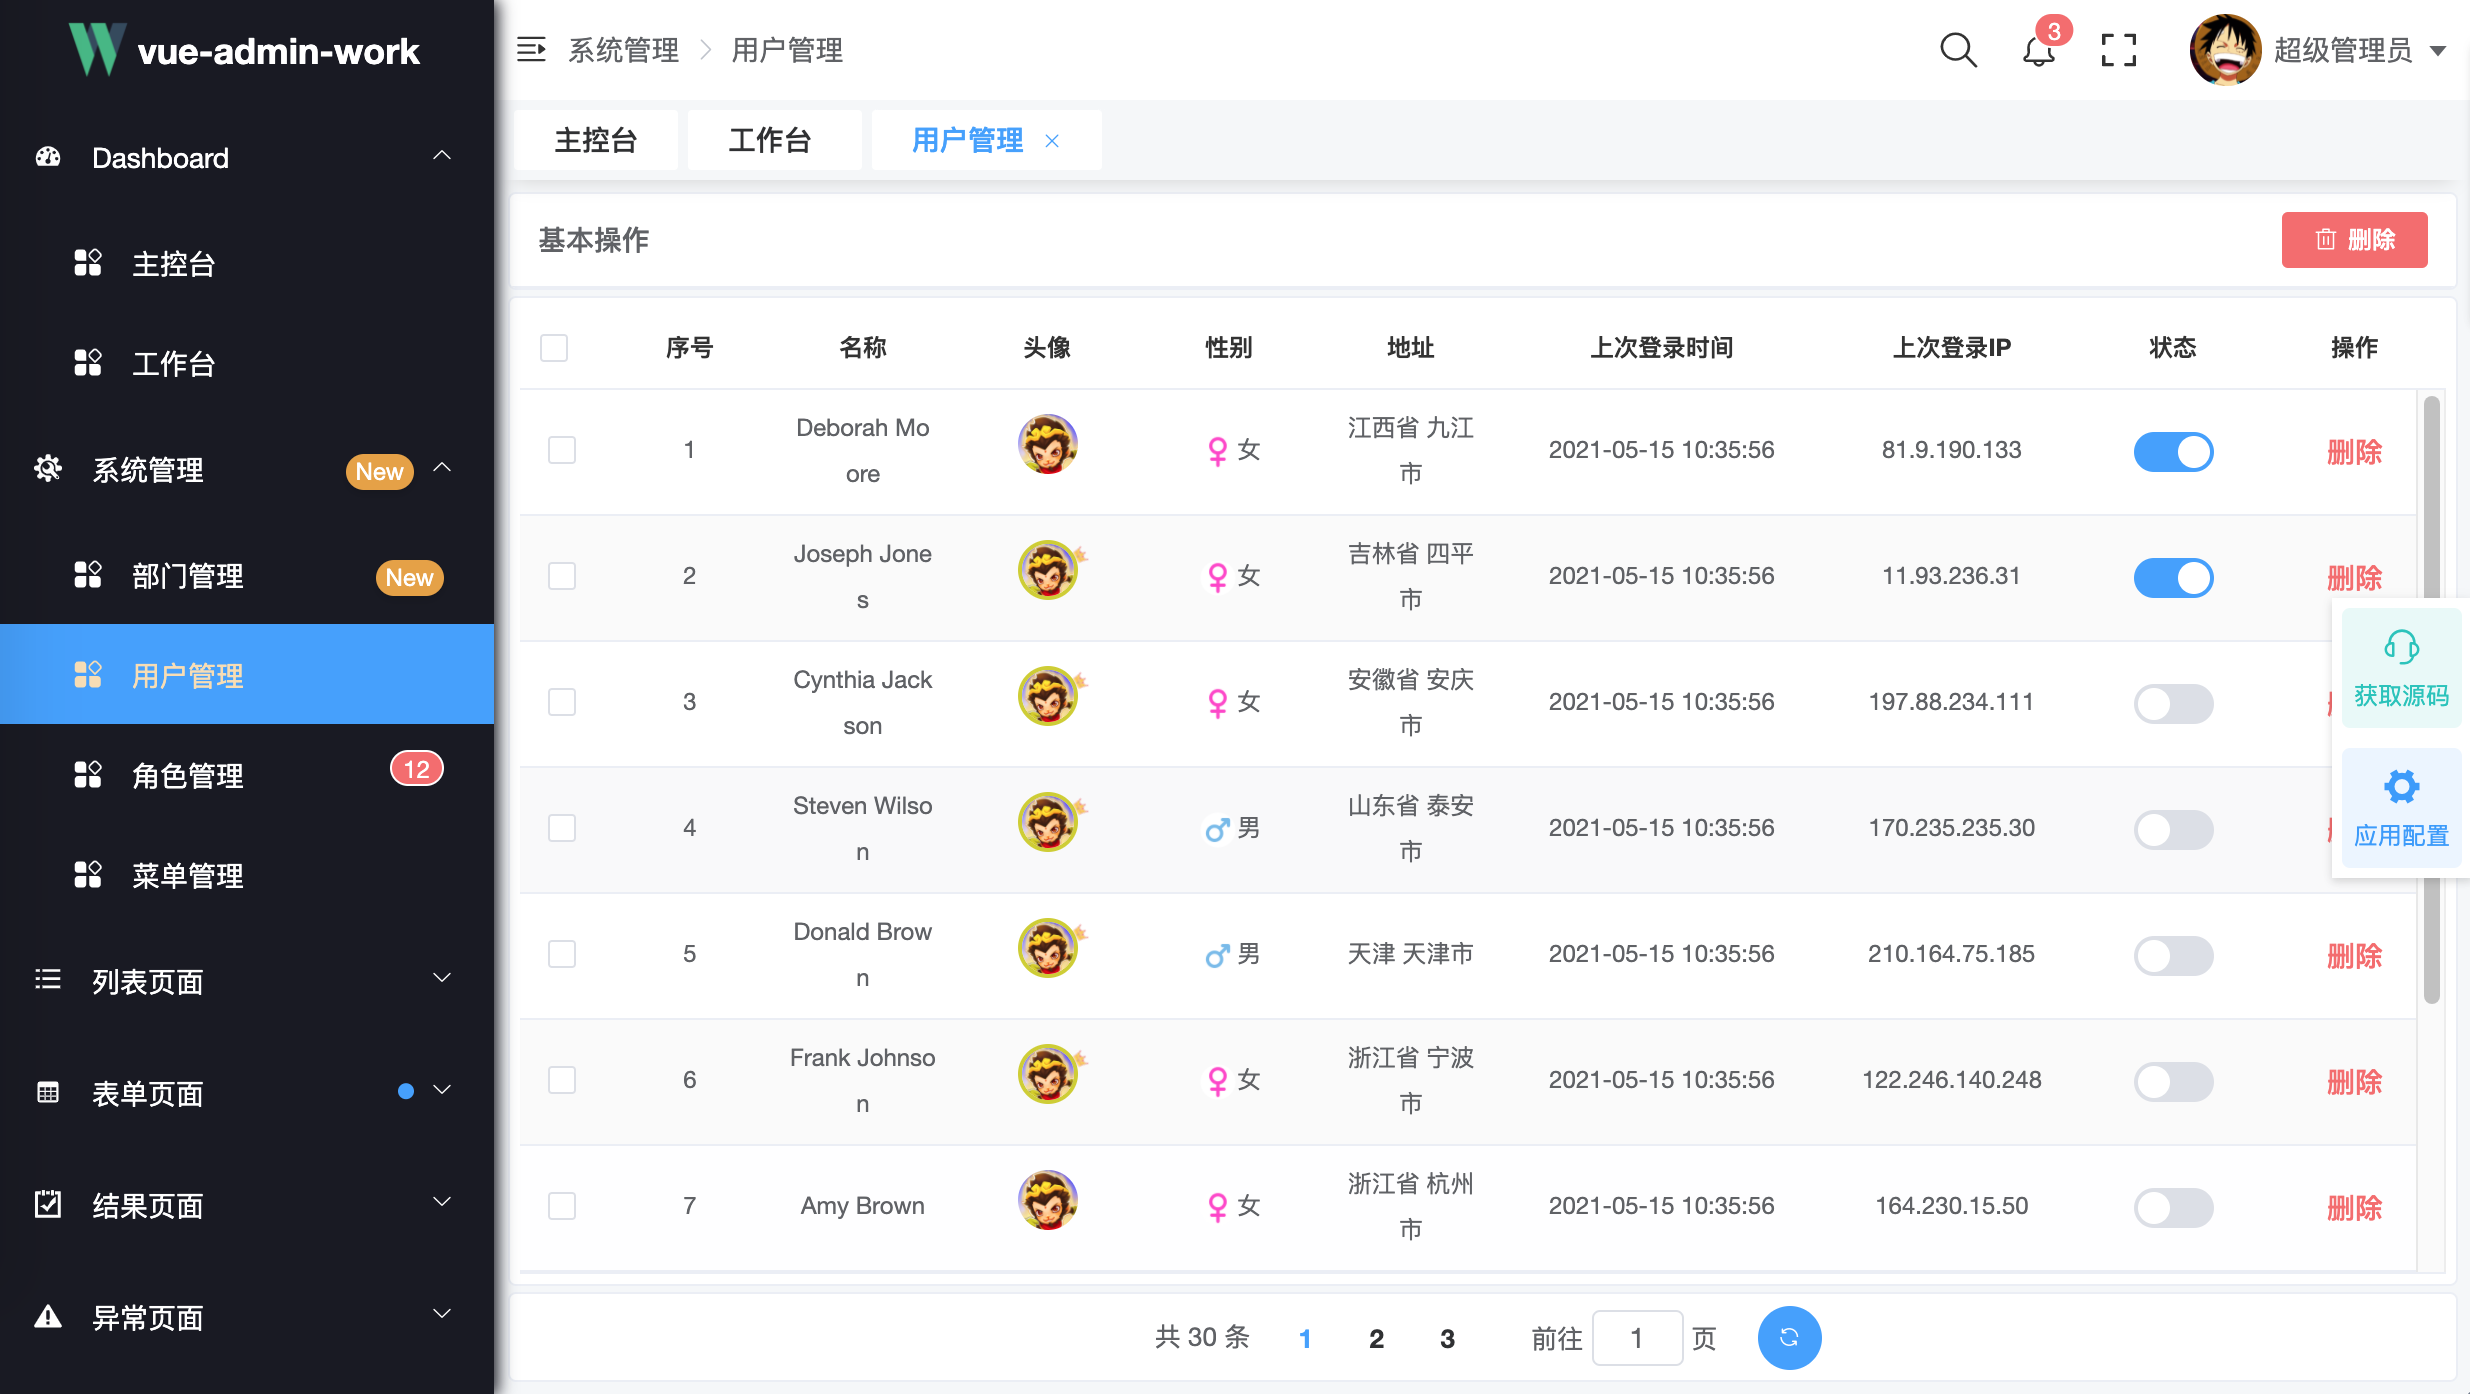 vue-admin-work
Dashboard
主控台
工作台
系统管理 New
部门管理 New
用户管理
角色管理 12
菜单管理
列表页面
表单页面
结果页面
异常页面
系统管理 用户管理
3
超级管理员
主控台 工作台 用户管理
基本操作
删除
序号 名称 头像 性别 地址 上次登录时间 上次登录IP 状态 操作
1 Deborah Mo
ore 女 江西省 九江
市 2021-05-15 10:35:56 81.9.190.133 删除
2 Joseph Jone
s 女 吉林省 四平
市 2021-05-15 10:35:56 11.93.236.31 删除
3 Cynthia Jack
son 女 安徽省 安庆
市 2021-05-15 10:35:56 197.88.234.111
4 Steven Wilso
n 男 山东省 泰安
市 2021-05-15 10:35:56 170.235.235.30
5 Donald Brow
n 男 天津 天津市 2021-05-15 10:35:56 210.164.75.185 删除
6 Frank Johnso
n 女 浙江省 宁波
市 2021-05-15 10:35:56 122.246.140.248 删除
7 Amy Brown 女 浙江省 杭州
市 2021-05-15 10:35:56 164.230.15.50 删除
获取源码
应用配置
共 30 条 1 2 3 前往 1 页